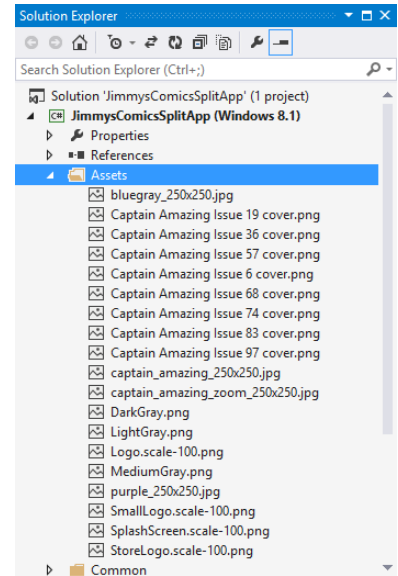 Solution Explorer
Search Solution Explorer (Ctrl+;)
Solution 'JimmysComicsSplitApp' (1 project)
C# JimmysComicsSplitApp (Windows 8.1)
Properties
References
Assets
bluegray_250x250.jpg
Captain Amazing Issue 19 cover.png
Captain Amazing Issue 36 cover.png
Captain Amazing Issue 57 cover.png
Captain Amazing Issue 6 cover.png
Captain Amazing Issue 68 cover.png
Captain Amazing Issue 74 cover.png
Captain Amazing Issue 83 cover.png
Captain Amazing Issue 97 cover.png
captain_amazing_250x250.jpg
captain_amazing_zoom_250x250.jpg
DarkGray.png
LightGray.png
Logo.scale-100.png
MediumGray.png
purple_250x250.jpg
SmallLogo.scale-100.png
SplashScreen.scale-100.png
StoreLogo.scale-100.png
Common